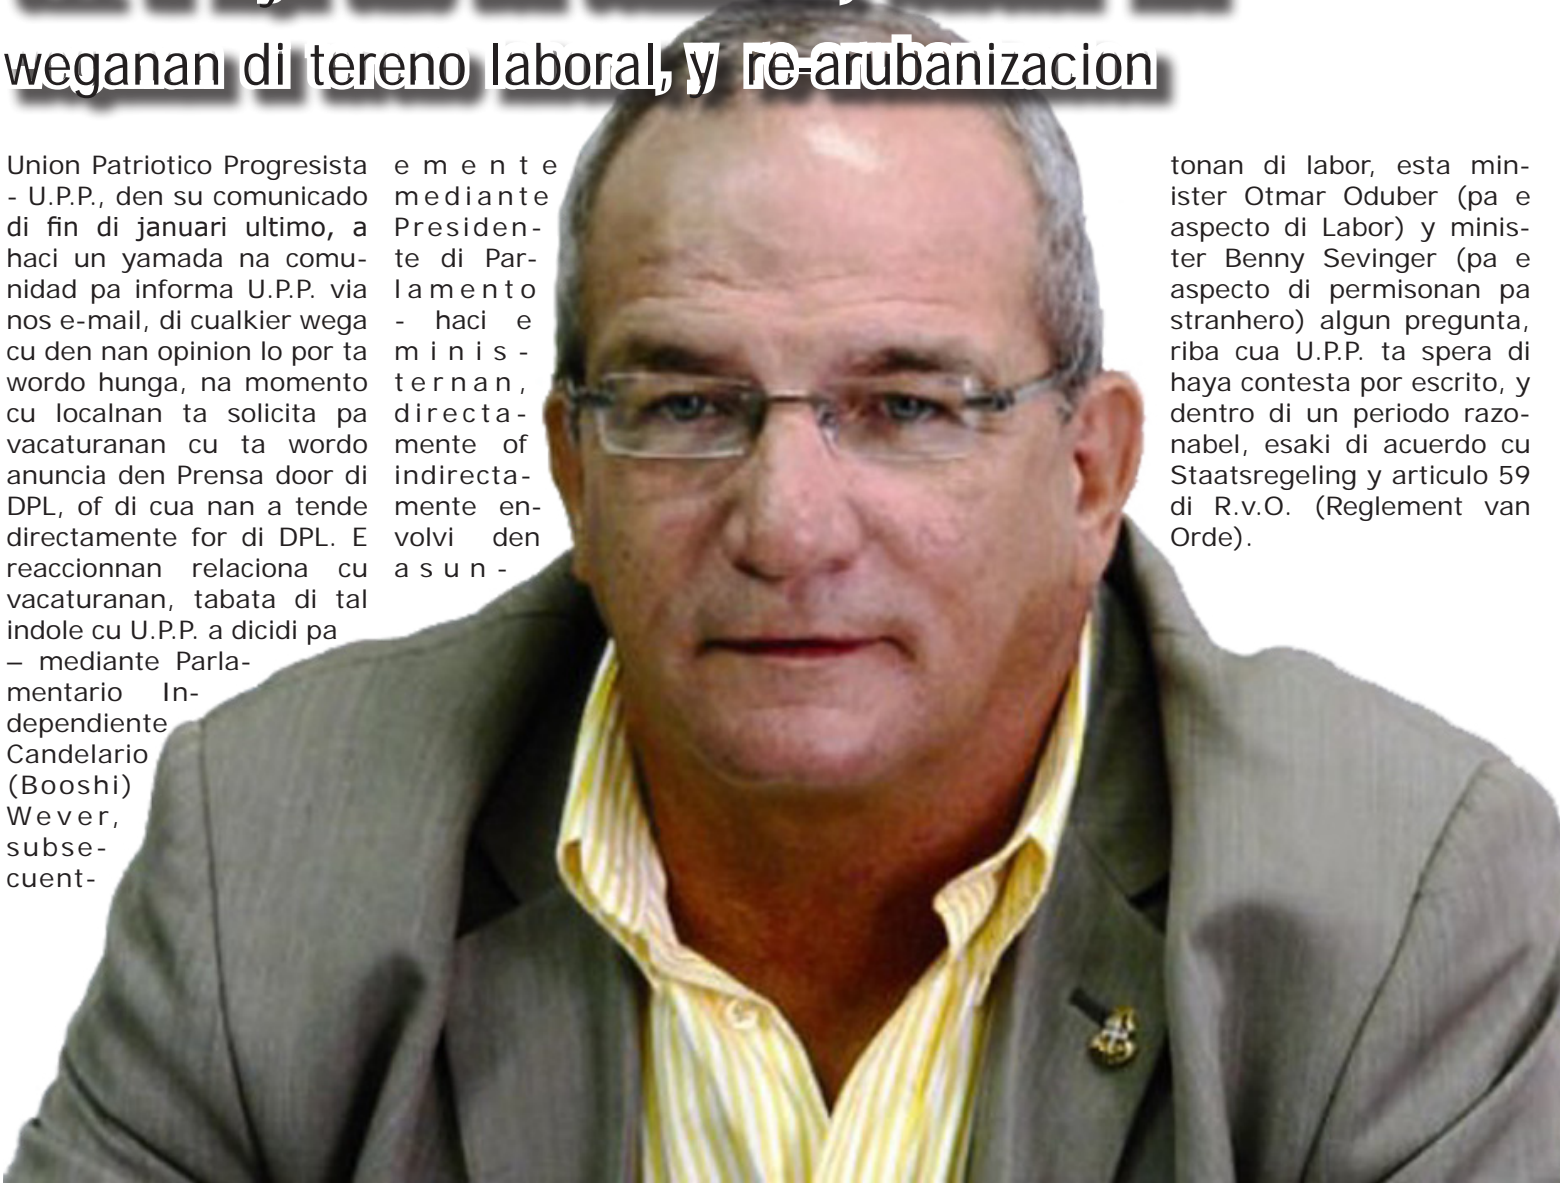 weganan di tereno laboral, y re-arubanizacion
Union Patriotico Progresista
- U.P.P., den su comunicado
di fin di januari ultimo, a
haci un yamada na comu-
nidad pa informa U.P.P. via
nos e-mail, di cualkier wega
cu den nan opinion lo por ta
wordo hunga, na momento
cu localnan ta solicita pa
vacaturanan cu ta wordo
anuncia den Prensa door di
DPL, of di cua nan a tende
directamente for di DPL. E
reaccionnan relaciona cu
vacaturanan, tabata di tal
indole cu U.P.P. a dicidi pa
– mediante Parla-
mentario In-
dependiente
Candelario
(Booshi)
Wever,
subse-
cuent-
emente
mediante
Presiden-
te di Par-
lamento
- haci e
minis-
ternan,
directa-
mente of
indirecta-
mente en-
volvi den
asun-
tonan di labor, esta min-
ister Otmar Oduber (pa e
aspecto di Labor) y minis-
ter Benny Sevinger (pa e
aspecto di permisonan pa
stranhero) algun pregunta,
riba cua U.P.P. ta spera di
haya contesta por escrito, y
dentro di un periodo razo-
nabel, esaki di acuerdo cu
Staatsregeling y articulo 59
di R.v.O. (Reglement van
Orde).